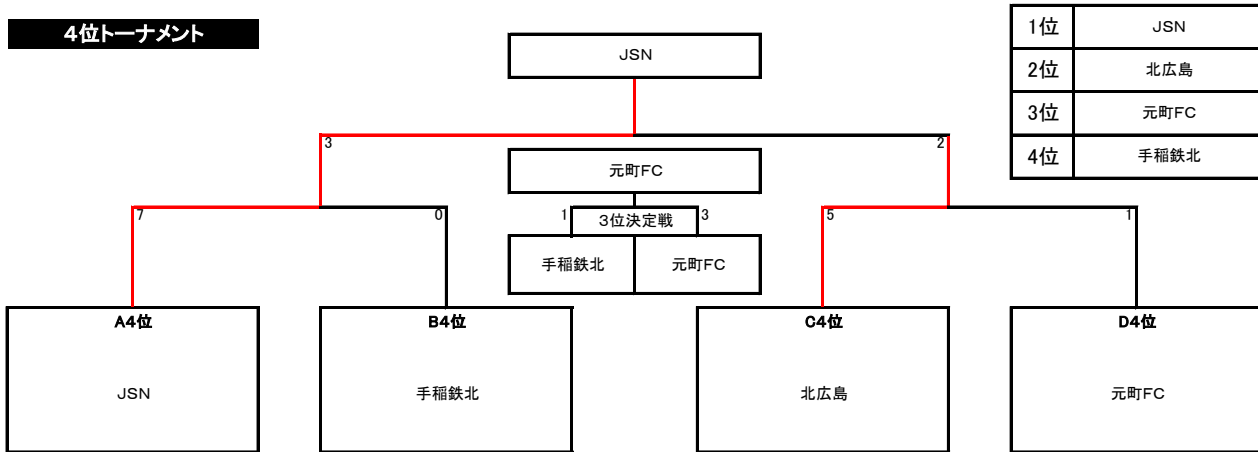 4位トーナメント
JSN
1位 JSN
2位 北広島
3位 元町FC
4位 手稲鉄北
3 2
元町FC
7 0 1 3位決定戦 3 5 1
手稲鉄北 元町FC
A4位 B4位 C4位 D4位
JSN 手稲鉄北 北広島 元町FC